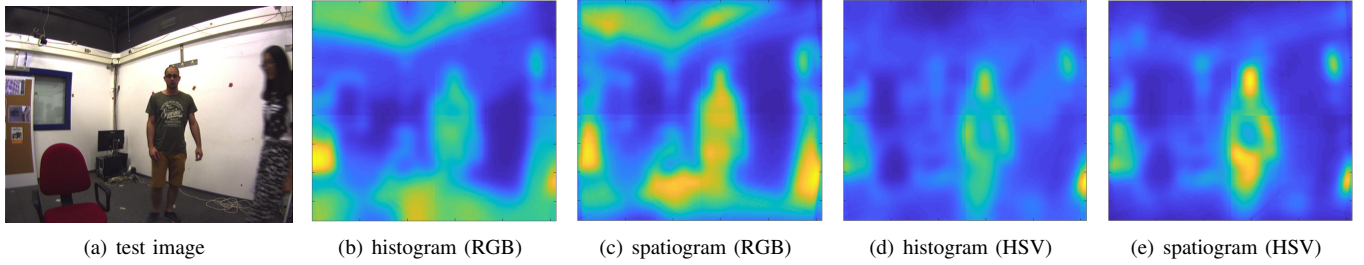 (a) test image
(b) histogram (RGB)
(c) spatiogram (RGB)
(d) histogram (HSV)
(e) spatiogram (HSV)